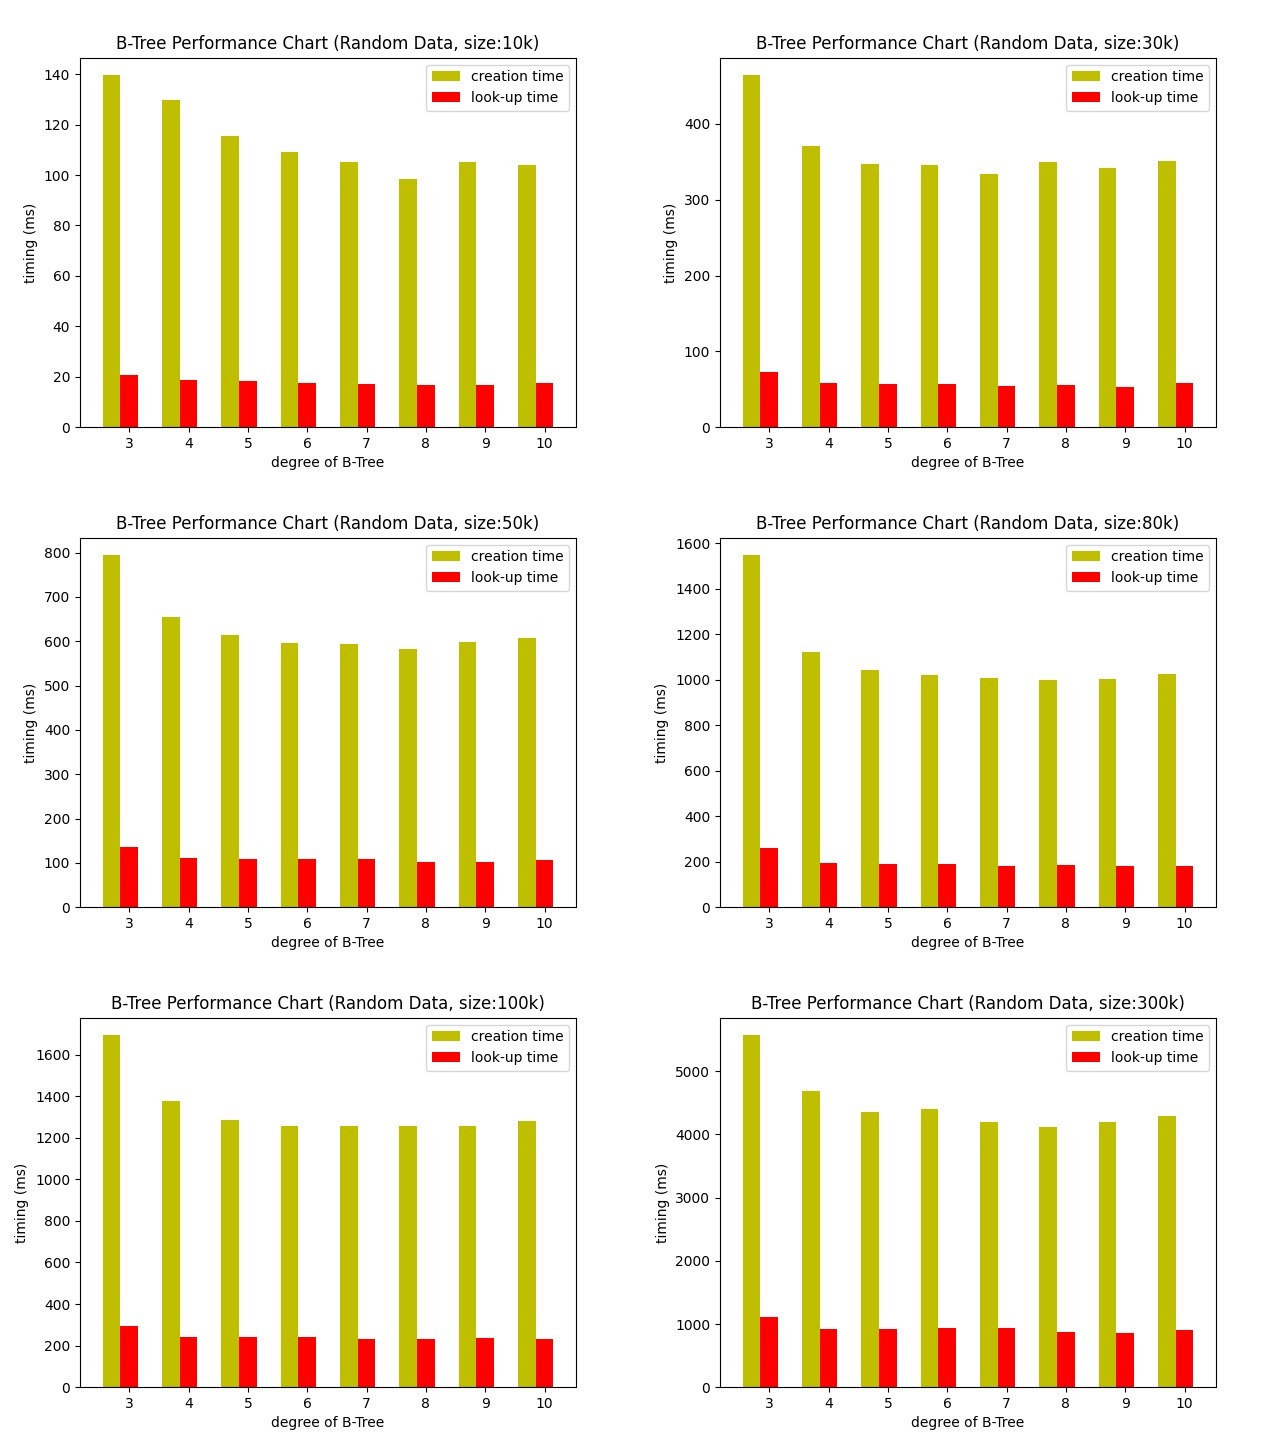 B-Tree Performance Chart (Random Data, size:10k)
creation time
look-up time
140
120
100
80
60
40
20
0
timing (ms)
3 4 5 6 7 8 9 10
degree of B-Tree
B-Tree Performance Chart (Random Data, size:30k)
creation time
look-up time
400
300
200
100
0
timing (ms)
3 4 5 6 7 8 9 10
degree of B-Tree
B-Tree Performance Chart (Random Data, size:50k)
creation time
look-up time
800
700
600
500
400
300
200
100
0
timing (ms)
3 4 5 6 7 8 9 10
degree of B-Tree
B-Tree Performance Chart (Random Data, size:80k)
creation time
look-up time
1600
1400
1200
1000
800
600
400
200
0
timing (ms)
3 4 5 6 7 8 9 10
degree of B-Tree
B-Tree Performance Chart (Random Data, size:100k)
creation time
look-up time
1600
1400
1200
1000
800
600
400
200
0
timing (ms)
3 4 5 6 7 8 9 10
degree of B-Tree
B-Tree Performance Chart (Random Data, size:300k)
creation time
look-up time
5000
4000
3000
2000
1000
0
timing (ms)
3 4 5 6 7 8 9 10
degree of B-Tree